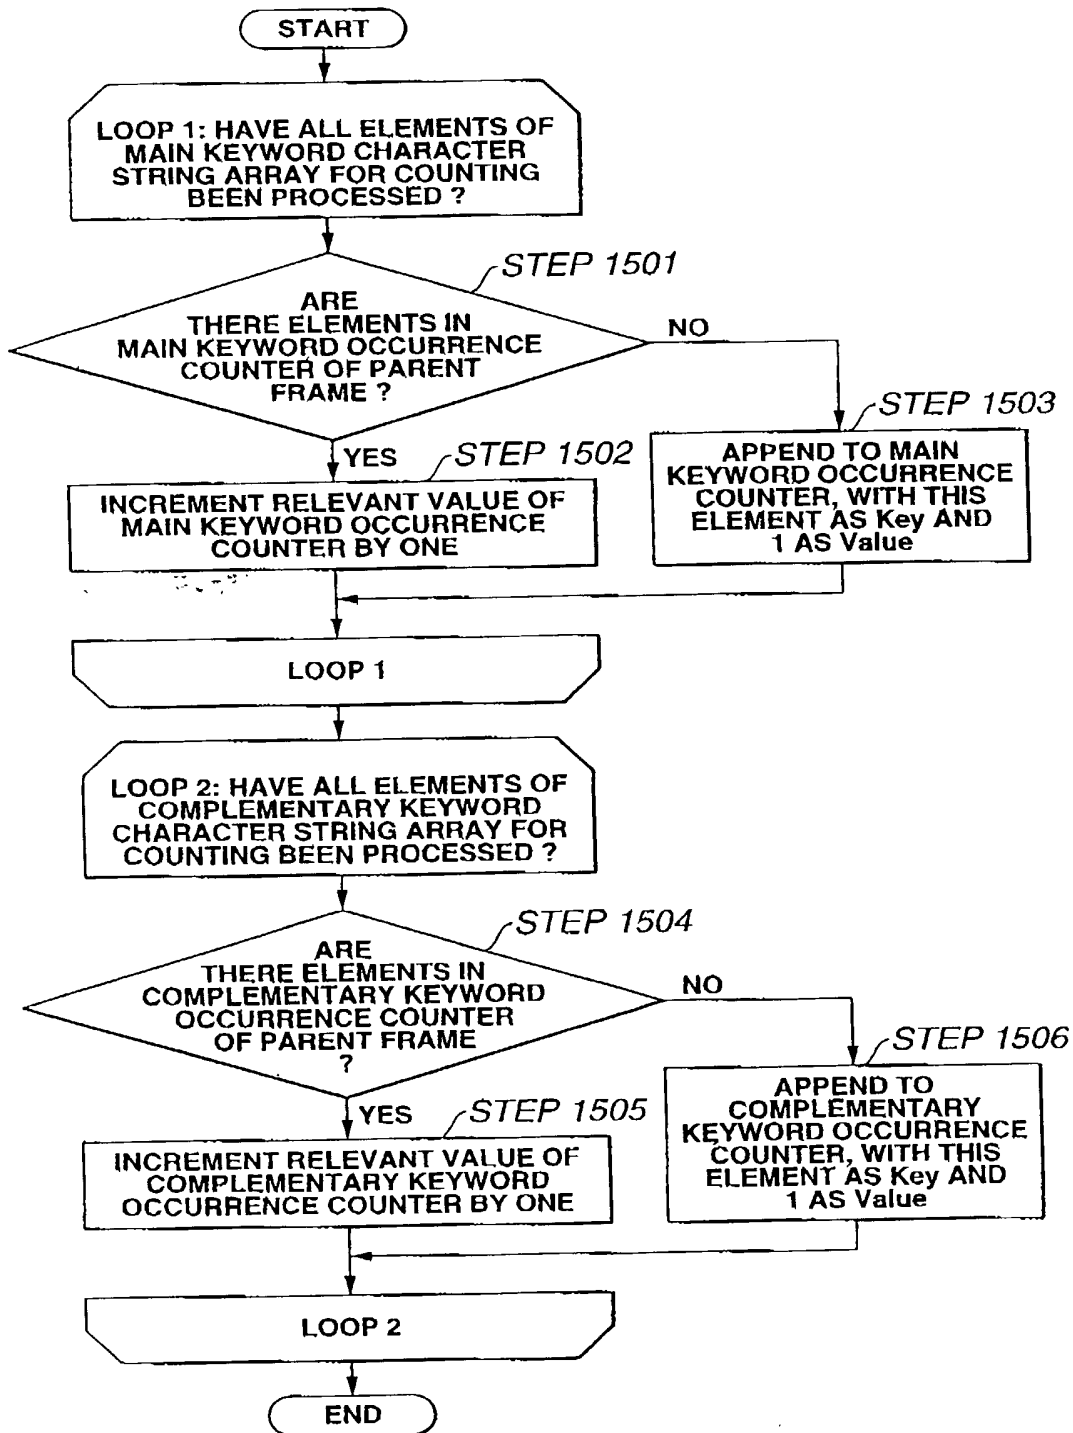 START
LOOP 1: HAVE ALL ELEMENTS OF
MAIN KEYWORD CHARACTER
STRING ARRAY FOR COUNTING
BEEN PROCESSED ?
STEP 1501
ARE
THERE ELEMENTS IN
MAIN KEYWORD OCCURRENCE
COUNTER OF PARENT
FRAME ?
NO
YES
STEP 1502
INCREMENT RELEVANT VALUE OF
MAIN KEYWORD OCCURRENCE
COUNTER BY ONE
STEP 1503
APPEND TO MAIN
KEYWORD OCCURRENCE
COUNTER, WITH THIS
ELEMENT AS Key AND
1 AS Value
LOOP 1
LOOP 2: HAVE ALL ELEMENTS OF
COMPLEMENTARY KEYWORD
CHARACTER STRING ARRAY FOR
COUNTING BEEN PROCESSED ?
STEP 1504
ARE
THERE ELEMENTS IN
COMPLEMENTARY KEYWORD
OCCURRENCE COUNTER
OF PARENT FRAME
?
NO
YES
STEP 1505
INCREMENT RELEVANT VALUE OF
COMPLEMENTARY KEYWORD
OCCURRENCE COUNTER BY ONE
STEP 1506
APPEND TO
COMPLEMENTARY
KEYWORD OCCURRENCE
COUNTER, WITH THIS
ELEMENT AS Key AND
1 AS Value
LOOP 2
END